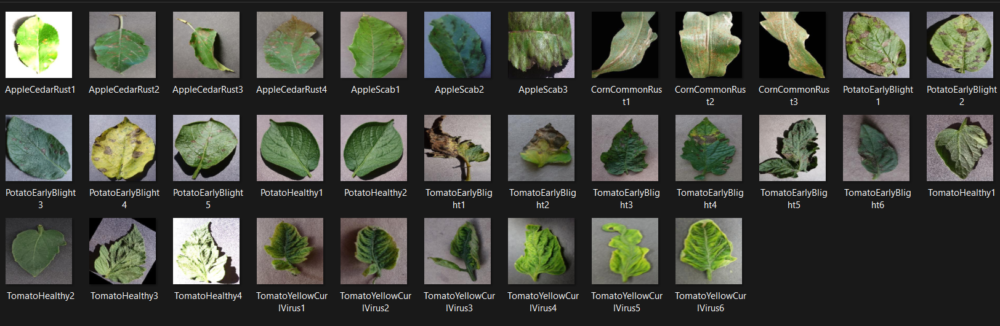 AppleCedarRust1
AppleCedarRust2
AppleCedarRust3
AppleCedarRust4
AppleScab1
AppleScab2
AppleScab3
CornCommonRus
t1
CornCommonRus
t2
CornCommonRus
t3
PotatoEarlyBlight
1
PotatoEarlyBlight
2
PotatoEarlyBlight
3
PotatoEarlyBlight
4
PotatoEarlyBlight
5
PotatoHealthy1
PotatoHealthy2
TomatoEarlyBlig
ht1
TomatoEarlyBlig
ht2
TomatoEarlyBlig
ht3
TomatoEarlyBlig
ht4
TomatoEarlyBlig
ht5
TomatoEarlyBlig
ht6
TomatoHealthy1
TomatoHealthy2
TomatoHealthy3
TomatoHealthy4
TomatoYellowCur
lVirus1
TomatoYellowCur
lVirus2
TomatoYellowCur
lVirus3
TomatoYellowCur
lVirus4
TomatoYellowCur
lVirus5
TomatoYellowCur
lVirus6